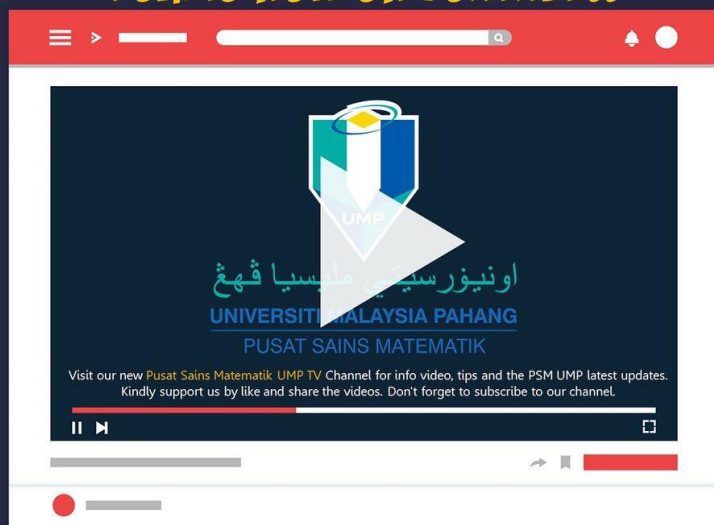 UMP
اونيۏرسيتي مليسيا ڤهڠ
UNIVERSITI MALAYSIA PAHANG
PUSAT SAINS MATEMATIK
Visit our new Pusat Sains Matematik UMP TV Channel for info video, tips and the PSM UMP latest updates.
Kindly support us by like and share the videos. Don't forget to subscribe to our channel.